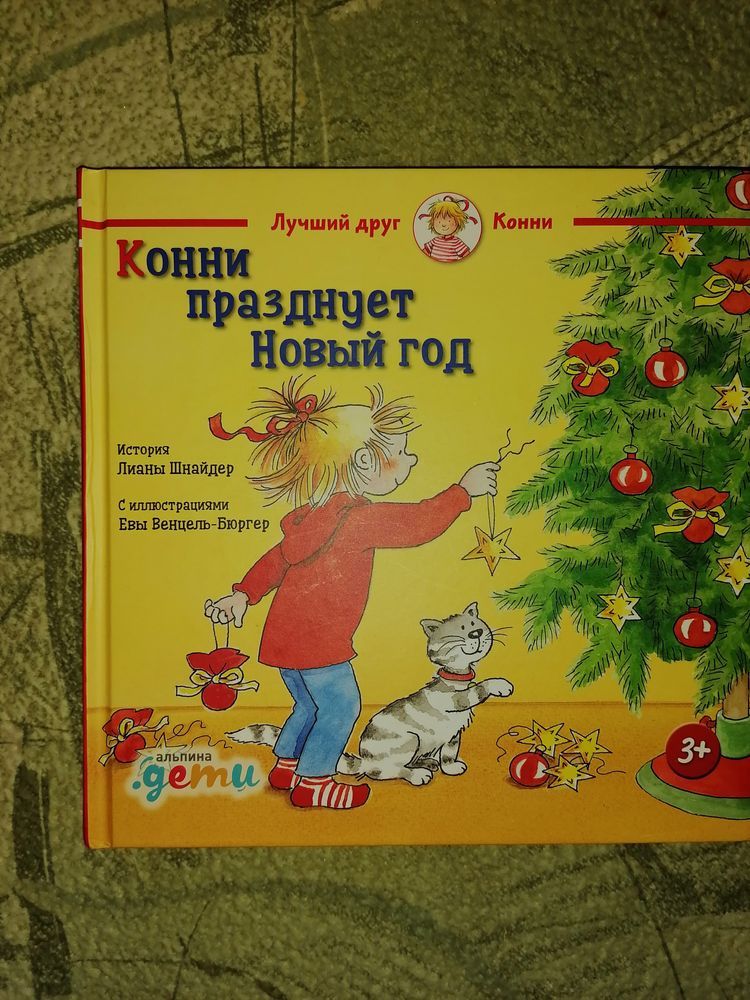 Лучший друг Конни
Конни
празднует
Новый год
История
Лианы Шнайдер
С иллюстрациями
Евы Венцель-Бюргер
альпина
дети
3+